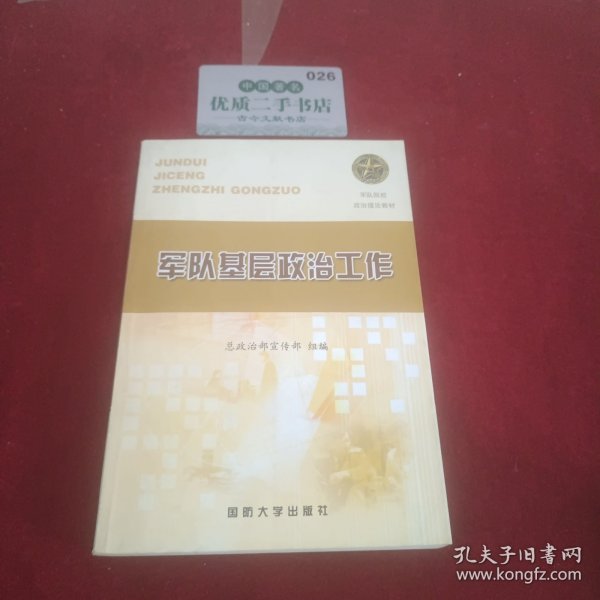 026
中国著名
优质二手书店
古今文献书店
JUNDUI
JICENG
ZHENGZHI GONGZUO
军队院校
政治理论教材
军队基层政治工作
总政治部宣传部 组编
国防大学出版社
孔夫子旧书网
www.kongfz.com